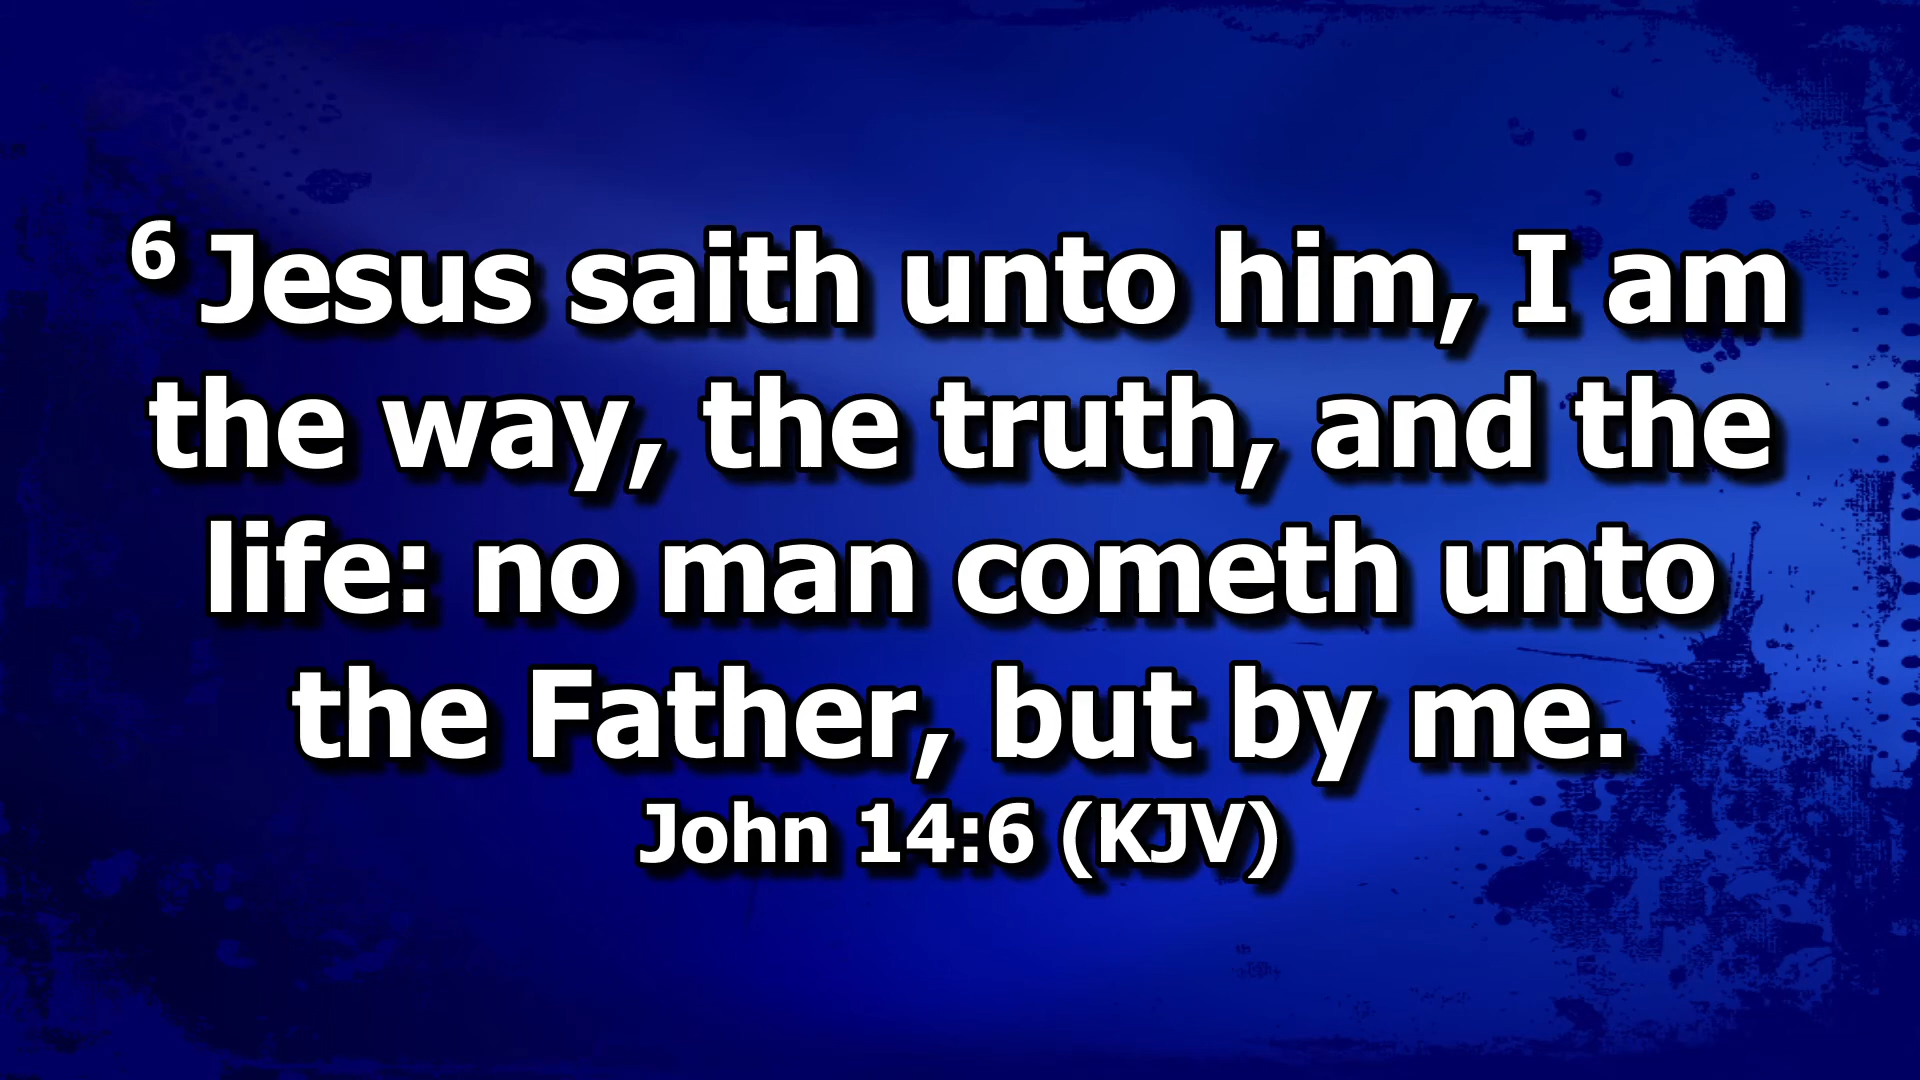 6 Jesus saith unto him, I am
the way, the truth, and the
life: no man cometh unto
the Father, but by me.
John 14:6 (KJV)